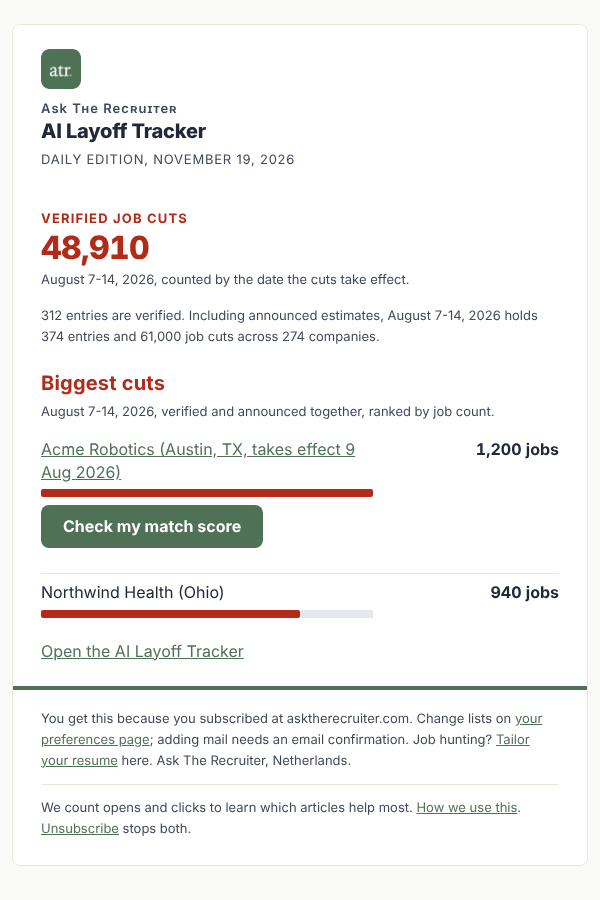 atr.
Ask The Recruiter
AI Layoff Tracker
DAILY EDITION, NOVEMBER 19, 2026
VERIFIED JOB CUTS
48,910
August 7-14, 2026, counted by the date the cuts take effect.
312 entries are verified. Including announced estimates, August 7-14, 2026 holds
374 entries and 61,000 job cuts across 274 companies.
Biggest cuts
August 7-14, 2026, verified and announced together, ranked by job count.
Acme Robotics (Austin, TX, takes effect 9 1,200 jobs
Aug 2026)
Check my match score
Northwind Health (Ohio) 940 jobs
Open the AI Layoff Tracker
You get this because you subscribed at asktherecruiter.com. Change lists on your
preferences page; adding mail needs an email confirmation. Job hunting? Tailor
your resume here. Ask The Recruiter, Netherlands.
We count opens and clicks to learn which articles help most. How we use this.
Unsubscribe stops both.